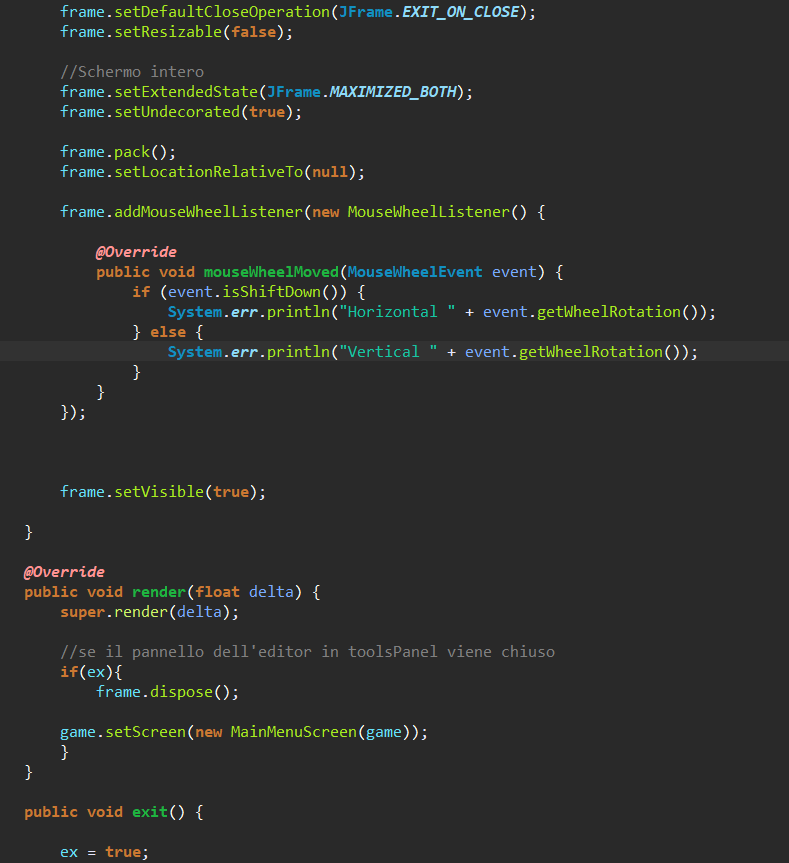 frame.setDefaultCloseOperation(JFrame.EXIT_ON_CLOSE);
frame.setResizable(false);
//Schermo intero
frame.setExtendedState(JFrame.MAXIMIZED_BOTH);
frame.setUndecorated(true);
frame.pack();
frame.setLocationRelativeTo(null);
frame.addMouseWheelListener(new MouseWheelListener() {
@Override
public void mouseWheelMoved(MouseWheelEvent event) {
if (event.isShiftDown()) {
System.err.println("Horizontal " + event.getWheelRotation());
} else {
System.err.println("Vertical " + event.getWheelRotation());
}
}
});
frame.setVisible(true);
}
@Override
public void render(float delta) {
super.render(delta);
//se il pannello dell'editor in toolsPanel viene chiuso
if(ex){
frame.dispose();
game.setScreen(new MainMenuScreen(game));
}
}
public void exit() {
ex = true;